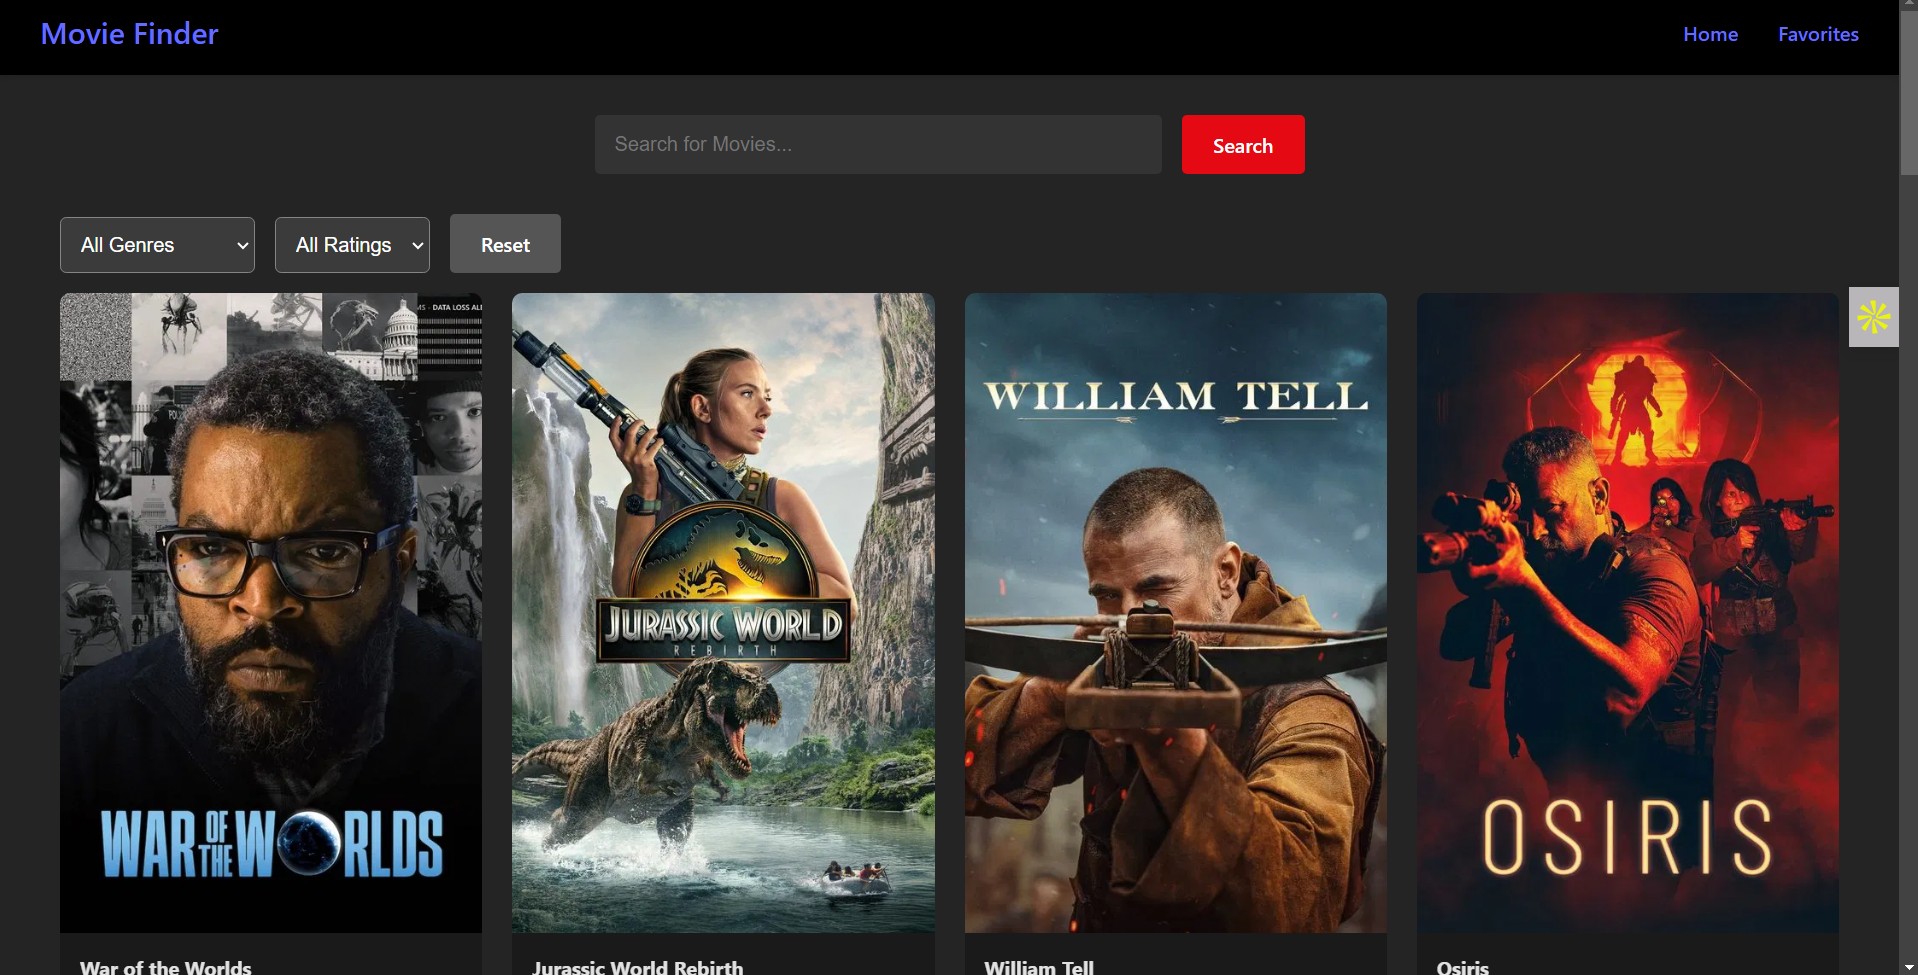 Movie Finder
Home
Favorites
Search for Movies...
Search
All Genres
All Ratings
Reset
DATA LOSS
WAR OF THE WORLDS
JURASSIC WORLD
REBIRTH
WILLIAM TELL
OSIRIS
War of the Worlds
Jurassic World Rebirth
William Tell
Osiris